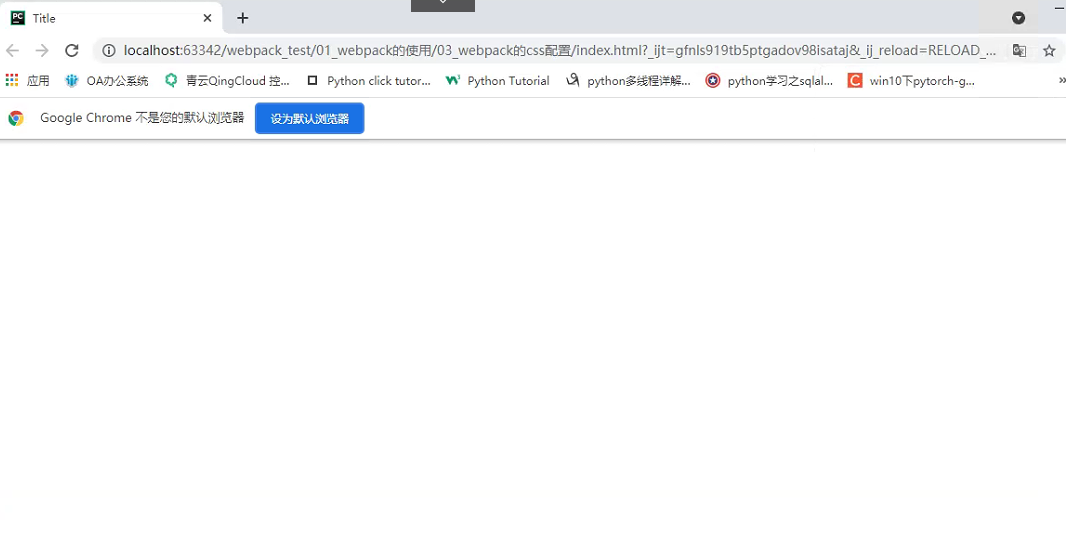 PC Title
localhost:63342/webpack_test/01_webpack的使用/03_webpack的css配置/index.html?_ijt=gfnls919tb5ptgadov98isataj&_ij_reload=RELOAD_...
应用 OA办公系统 青云QingCloud 控... Python click tutor... Python Tutorial python多线程详解... python学习之sqlal... C win10下pytorch-g... »
Google Chrome 不是您的默认浏览器 设为默认浏览器